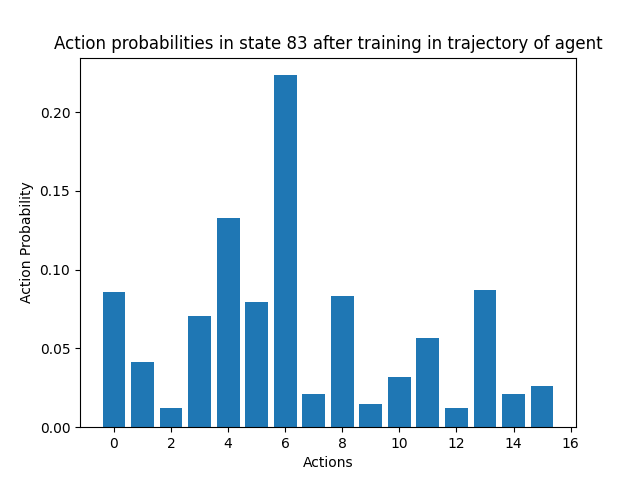 Action probabilities in state 83 after training in trajectory of agent
Action Probability
0.20
0.15
0.10
0.05
0.00
0 2 4 6 8 10 12 14 16
Actions